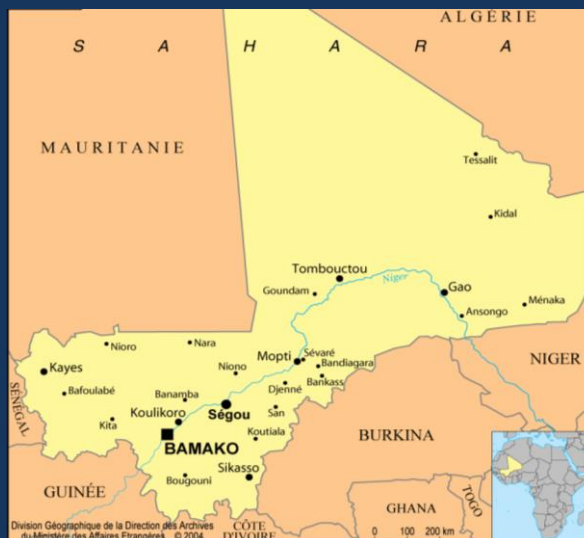 ALGÉRIE
S A H A R A
MAURITANIE
Tessalit
Kidal
Tombouctou
Niger
Goundam
Gao
Ménaka
Ansongo
Nioro
Nara
Mopti
Sévaré
Bandiagara
NIGER
Kayes
Niono
Bankass
Bafoulabé
Djenné
SÉNÉGAL
Banamba
Ségou
San
Koulikoro
Kita
Koutiala
BURKINA
BAMAKO
Sikasso
Bougouni
GUINÉE
GHANA
TOGO
CÔTE
D'IVOIRE
0 100 200 km
Division Géographique de la Direction des Archives
du Ministère des Affaires Etrangères © 2004